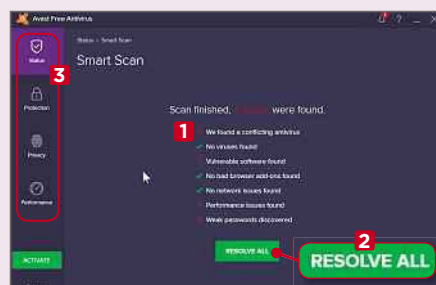 Avast Free Antivirus
Status > Smart Scan
Smart Scan
Status
3
Protection
Privacy
Performance
ACTIVATE
Scan finished, were found.
1
We found a conflicting antivirus
No viruses found
Vulnerable software found
No bad browser add-ons found
No network issues found
Performance issues found
Weak passwords discovered
RESOLVE ALL
2
RESOLVE ALL